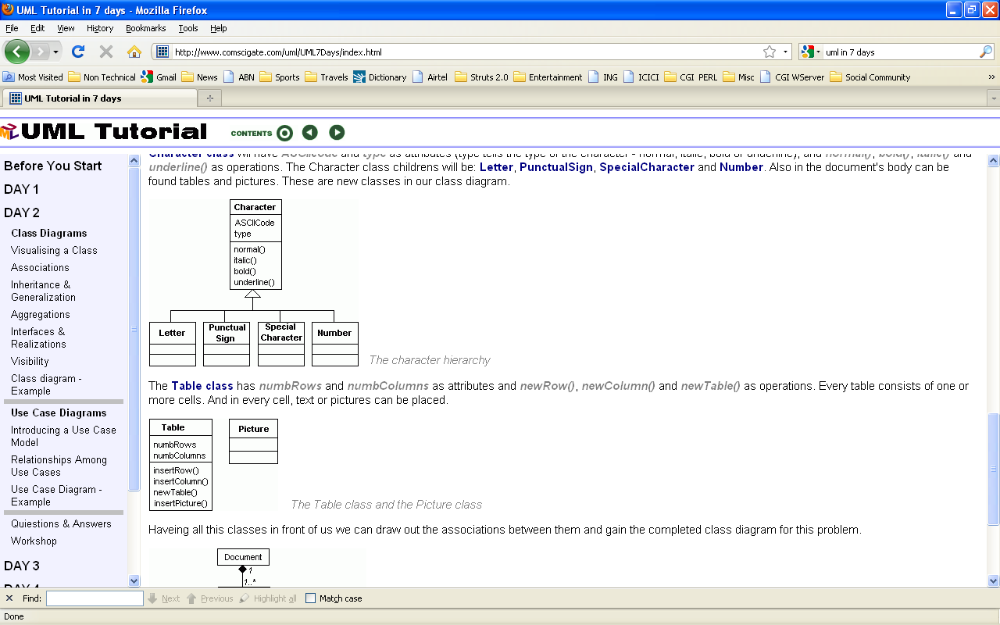 UML Tutorial in 7 days - Mozilla Firefox
File Edit View History Bookmarks Tools Help
http://www.comscigate.com/uml/UML7Days/index.html
uml in 7 days
Most Visited Non Technical Gmail News ABN Sports Travels Dictionary Airtel Struts 2.0 Entertainment ING ICICI CGI PERL Misc CGI WServer Social Community »
UML Tutorial in 7 days
UML Tutorial CONTENTS
Before You Start
DAY 1
DAY 2
Class Diagrams
Visualising a Class
Associations
Inheritance &
Generalization
Aggregations
Interfaces &
Realizations
Visibility
Class diagram -
Example
Use Case Diagrams
Introducing a Use Case
Model
Relationships Among
Use Cases
Use Case Diagram -
Example
Quiestions & Answers
Workshop
DAY 3
DAY 4
Character class will have ASCIICode and type as attributes (type tells the type of the character - normal, italic, bold or underline), and normal(), bold(), italic() and
underline() as operations. The Character class childrens will be: Letter, PunctualSign, SpecialCharacter and Number. Also in the document's body can be
found tables and pictures. These are new classes in our class diagram.
Character
ASCIICode
type
normal()
italic()
bold()
underline()
Letter
Punctual
Sign
Special
Character
Number
The character hierarchy
The Table class has numbRows and numbColumns as attributes and newRow(), newColumn() and newTable() as operations. Every table consists of one or
more cells. And in every cell, text or pictures can be placed.
Table
numbRows
numbColumns
insertRow()
insertColumn()
newTable()
insertPicture()
Picture
The Table class and the Picture class
Haveing all this classes in front of us we can draw out the associations between them and gain the completed class diagram for this problem.
Document
1
1..*
Find: Next Previous Highlight all Match case
Done